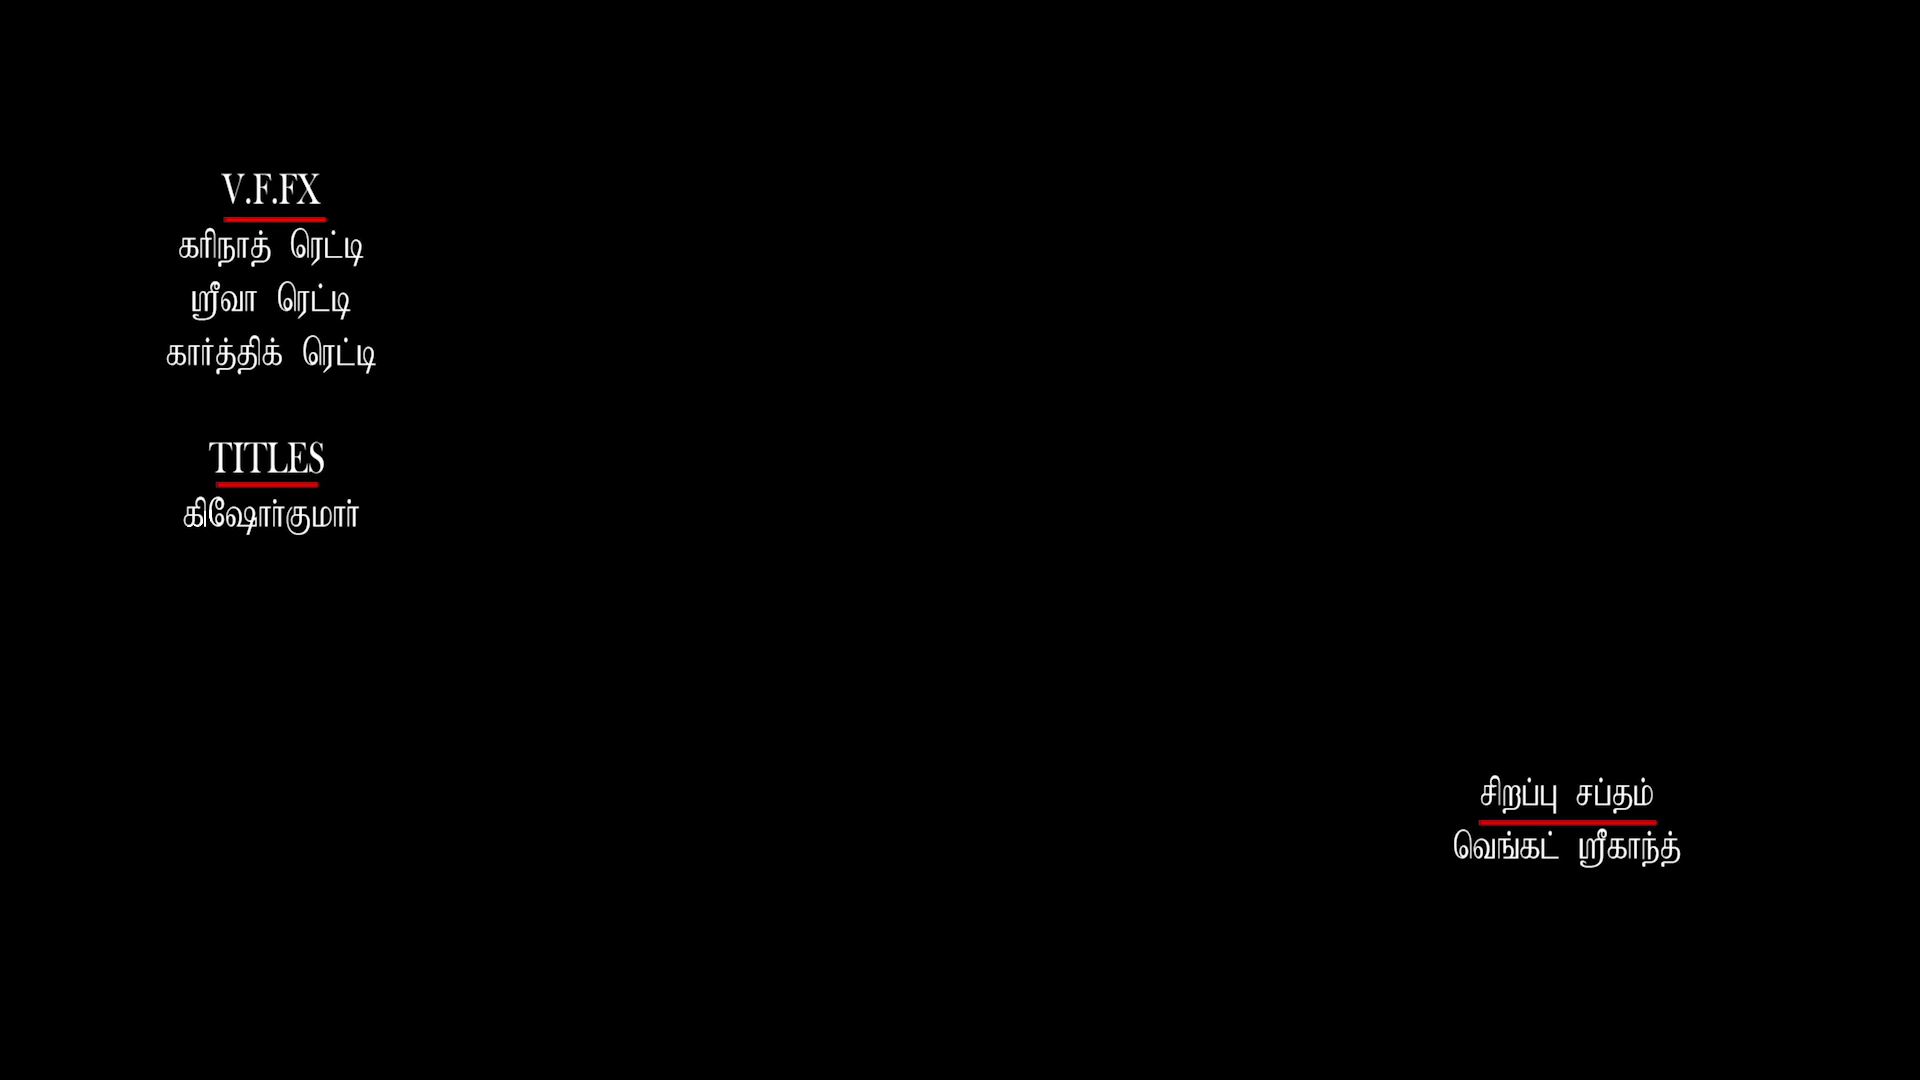 V.F.FX
கரிநாத் ரெட்டி
ஸ்ரீவா ரெட்டி
கார்த்திக் ரெட்டி
TITLES
கிஷோர்குமார்
சிறப்பு சப்தம்
வெங்கட் ஸ்ரீகாந்த்